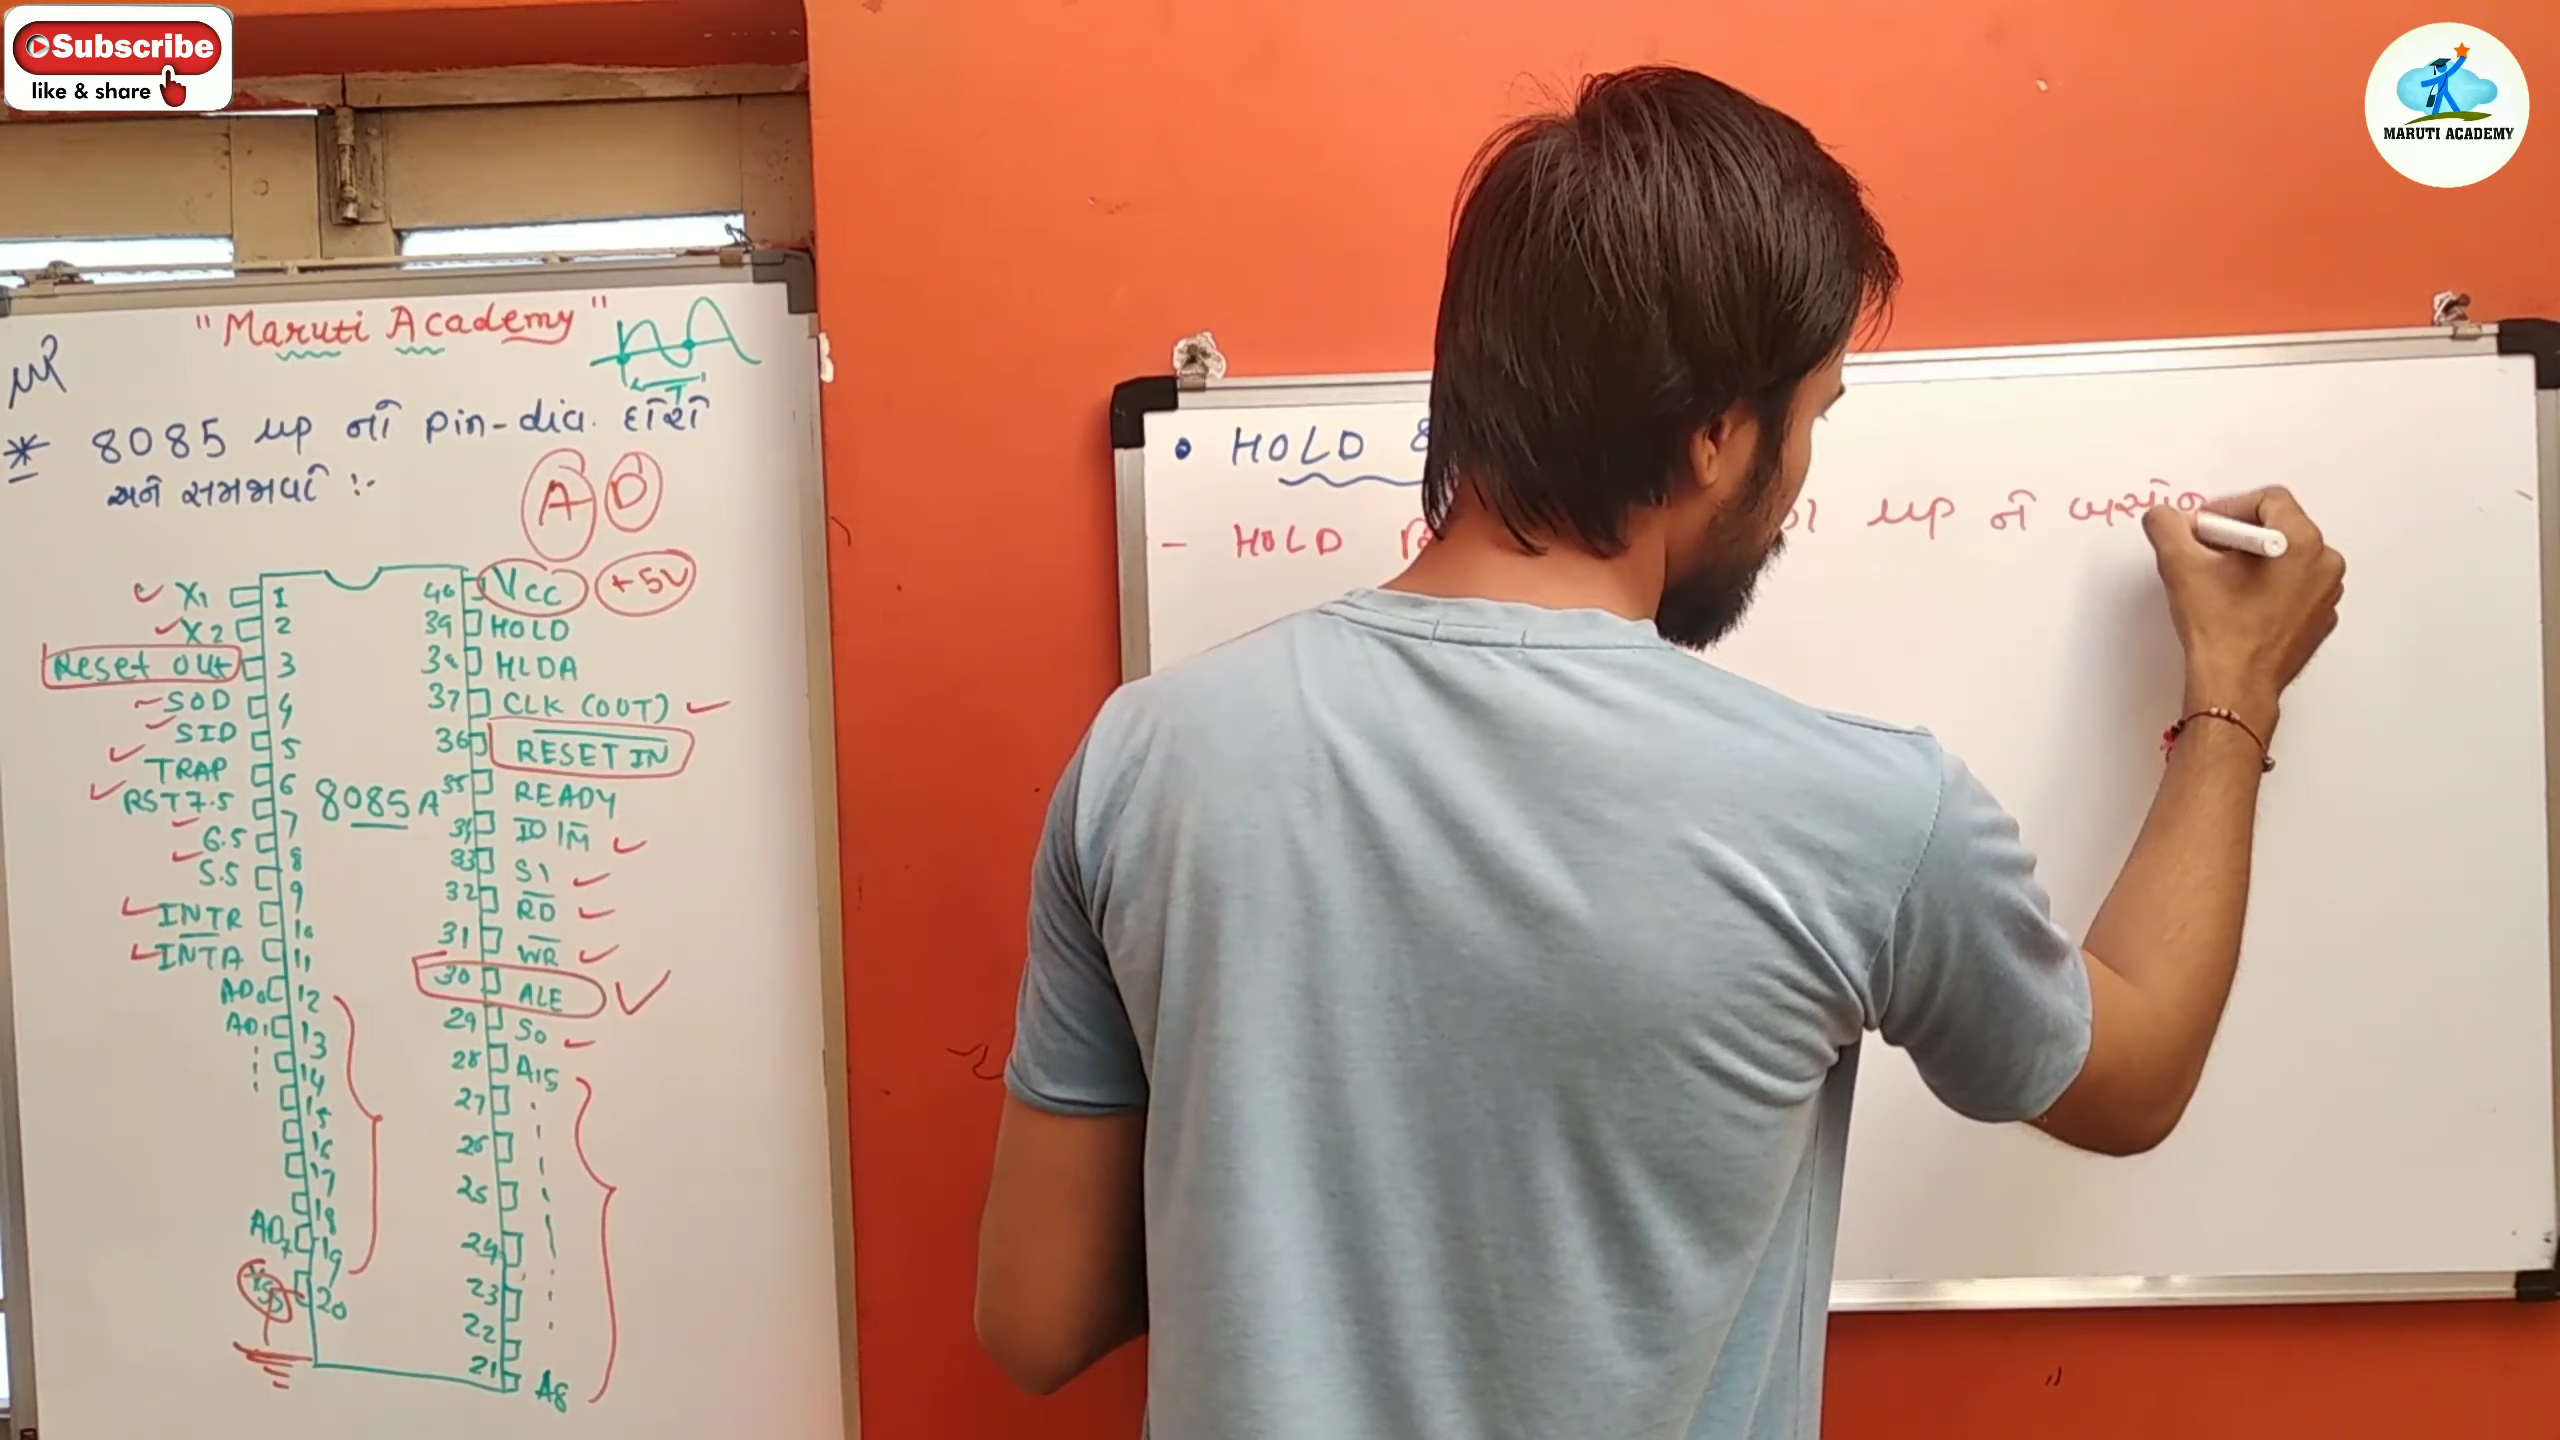 Subscribe
like & share
MARUTI ACADEMY
"Maruti Academy"
μP
T
* 8085 μp ની pin-dia. દોરો
અને સમજાવો :-
A D
X1 1
X2 2
Reset out 3
SOD 4
SID 5
TRAP 6
RST7.5 7
6.5 8
5.5 9
INTR 10
INTA 11
AD0 12
AD1 13
14
15
16
17
18
AD7 19
Vss 20
8085A
40 Vcc +5V
39 HOLD
38 HLDA
37 CLK (OUT)
36 RESET IN
35 READY
34 IO/M
33 S1
32 RD
31 WR
30 ALE
29 S0
28 A15
27
26
25
24
23
22
21 A8
• HOLD &
- HOLD
μp ને